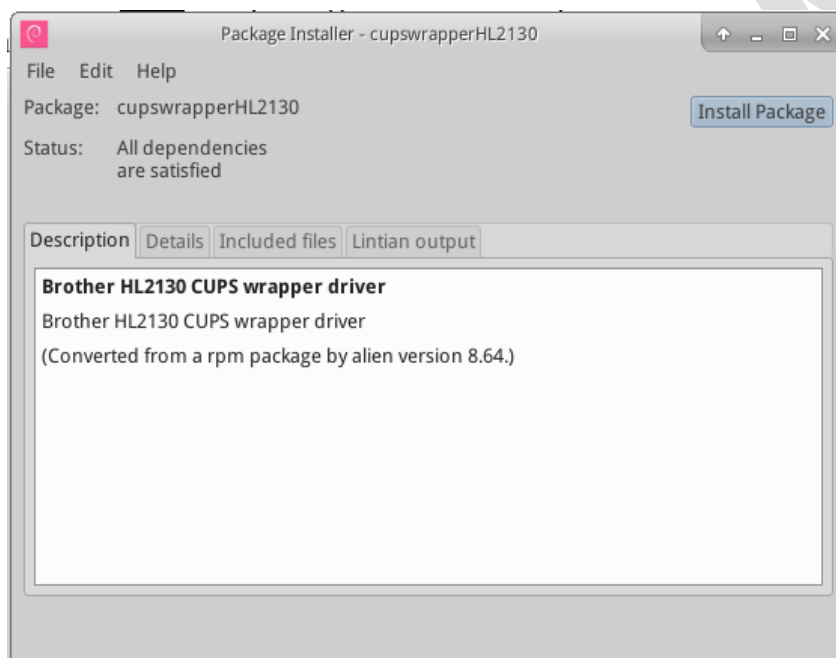 Package Installer - cupswrapperHL2130
File Edit Help
Package: cupswrapperHL2130
Install Package
Status: All dependencies
are satisfied
Description Details Included files Lintian output
Brother HL2130 CUPS wrapper driver
Brother HL2130 CUPS wrapper driver
(Converted from a rpm package by alien version 8.64.)